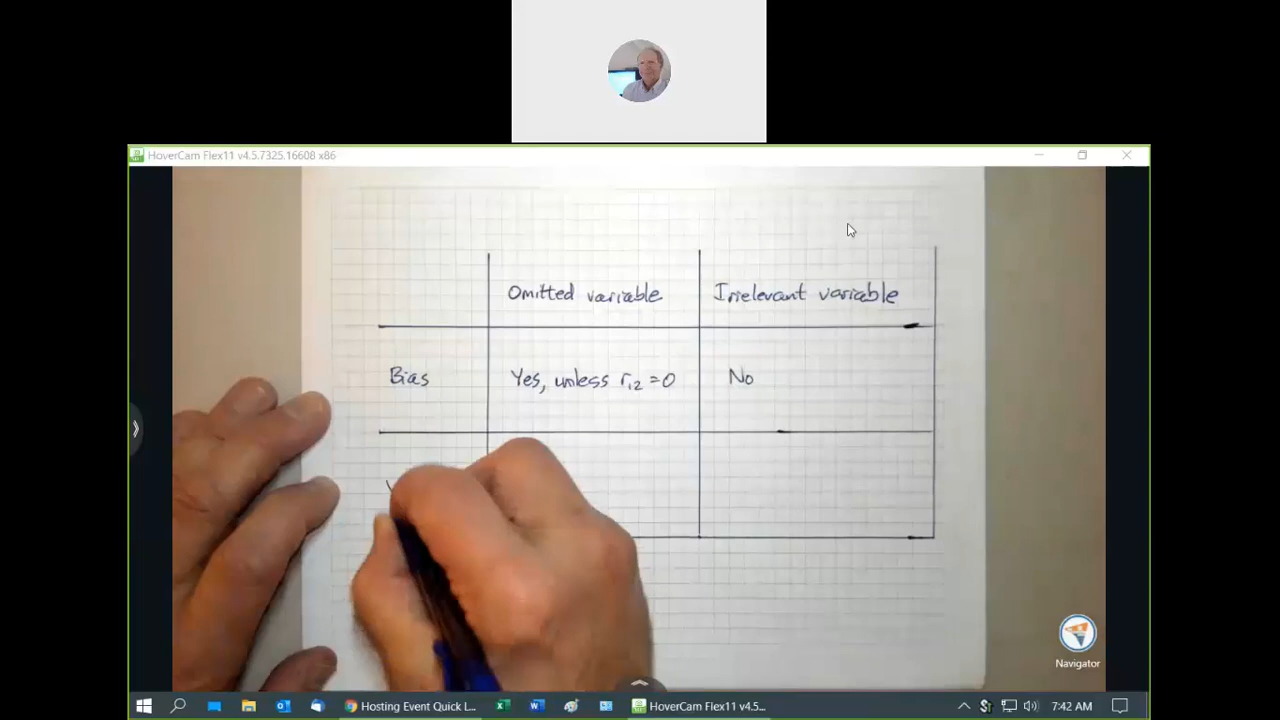 HoverCam Flex11 v4.5.7325.16608 x86
Omitted variable
Irrelevant variable
Bias
Yes, unless r₁₂ = 0
No
Navigator
Hosting Event Quick L...
HoverCam Flex11 v4.5...
7:42 AM